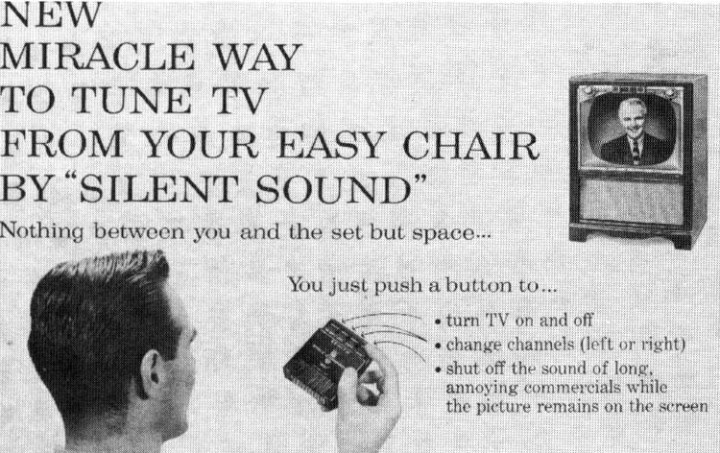 NEW
MIRACLE WAY
TO TUNE TV
FROM YOUR EASY CHAIR
BY “SILENT SOUND”
Nothing between you and the set but space...
You just push a button to...
• turn TV on and off
• change channels (left or right)
• shut off the sound of long,
annoying commercials while
the picture remains on the screen